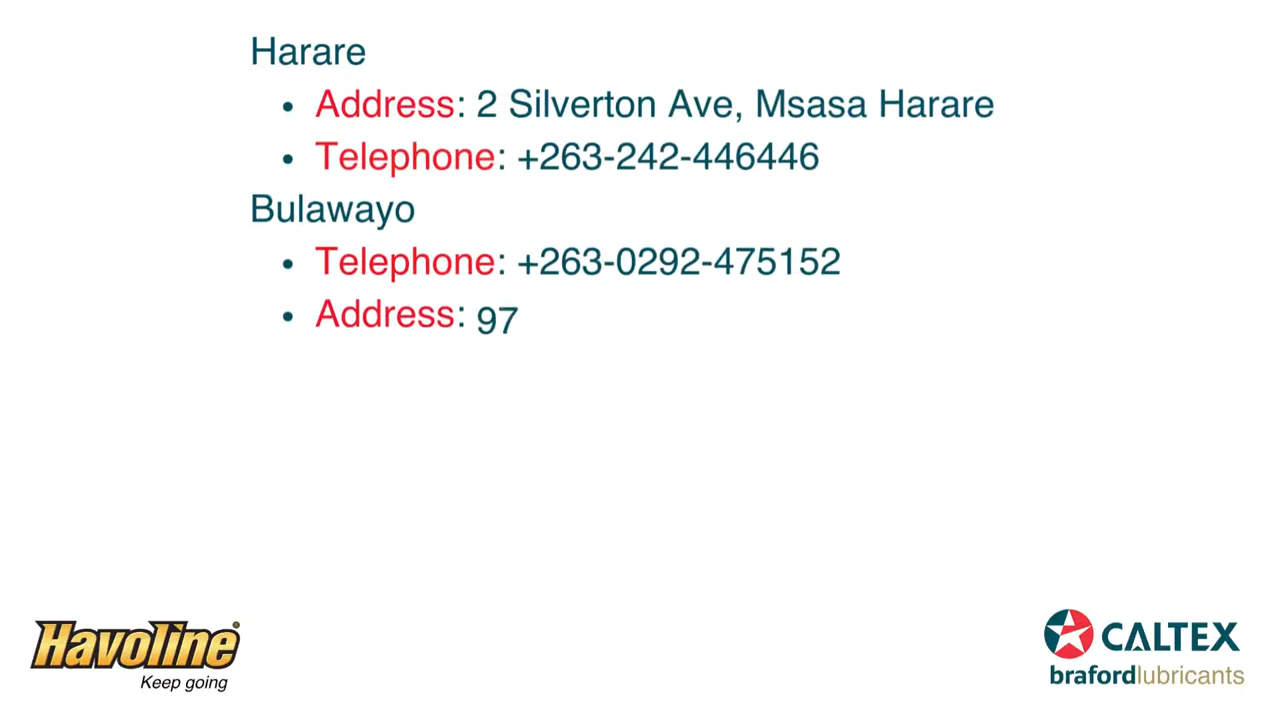 Harare
• Address: 2 Silverton Ave, Msasa Harare
• Telephone: +263-242-446446
Bulawayo
• Telephone: +263-0292-475152
• Address: 97
Havoline
Keep going
CALTEX
brafordlubricants